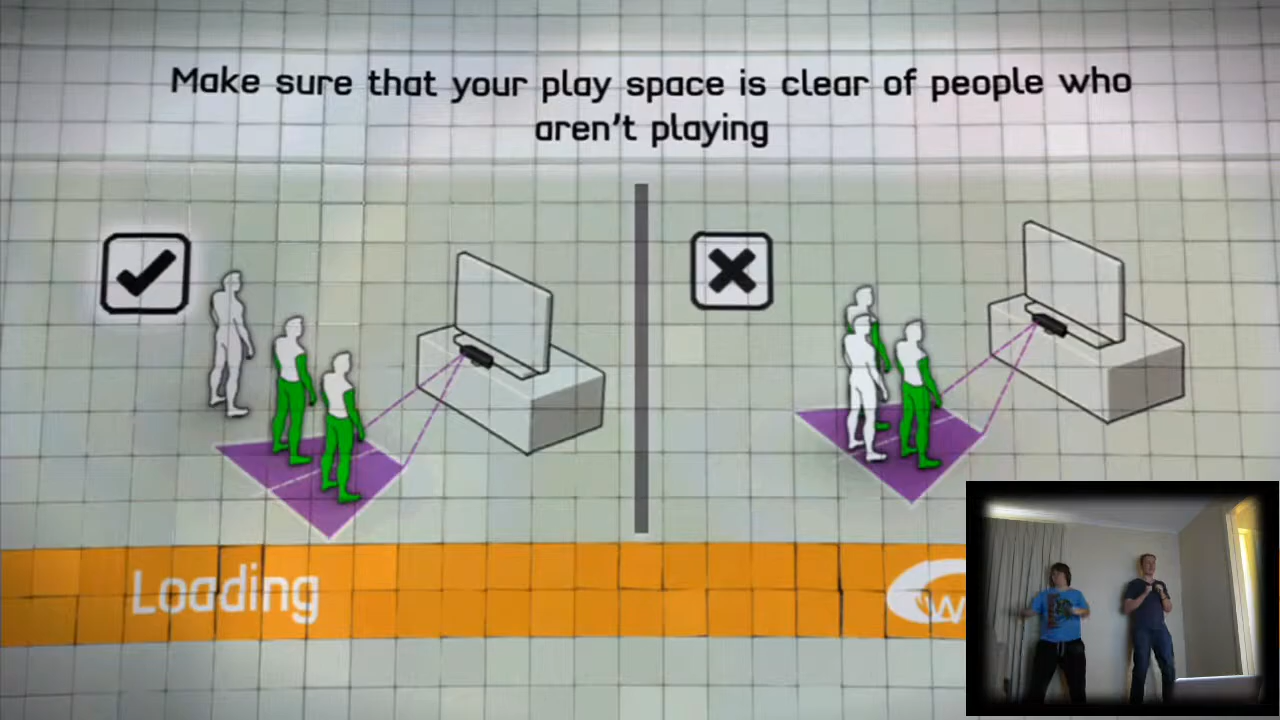 Make sure that your play space is clear of people who
aren't playing
Loading
W